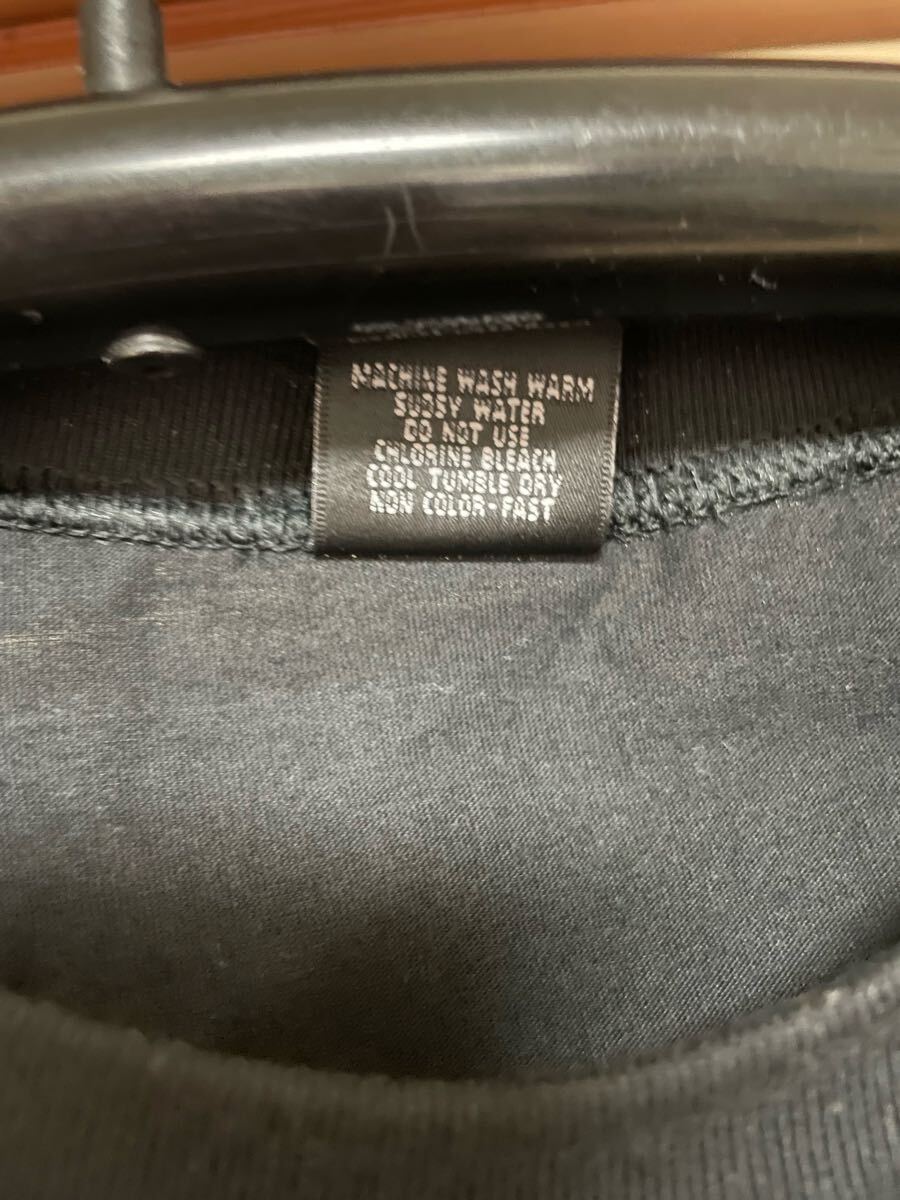 MACHINE WASH WARM
SUDSY WATER
DO NOT USE
CHLORINE BLEACH
COOL TUMBLE DRY
NON COLOR-FAST